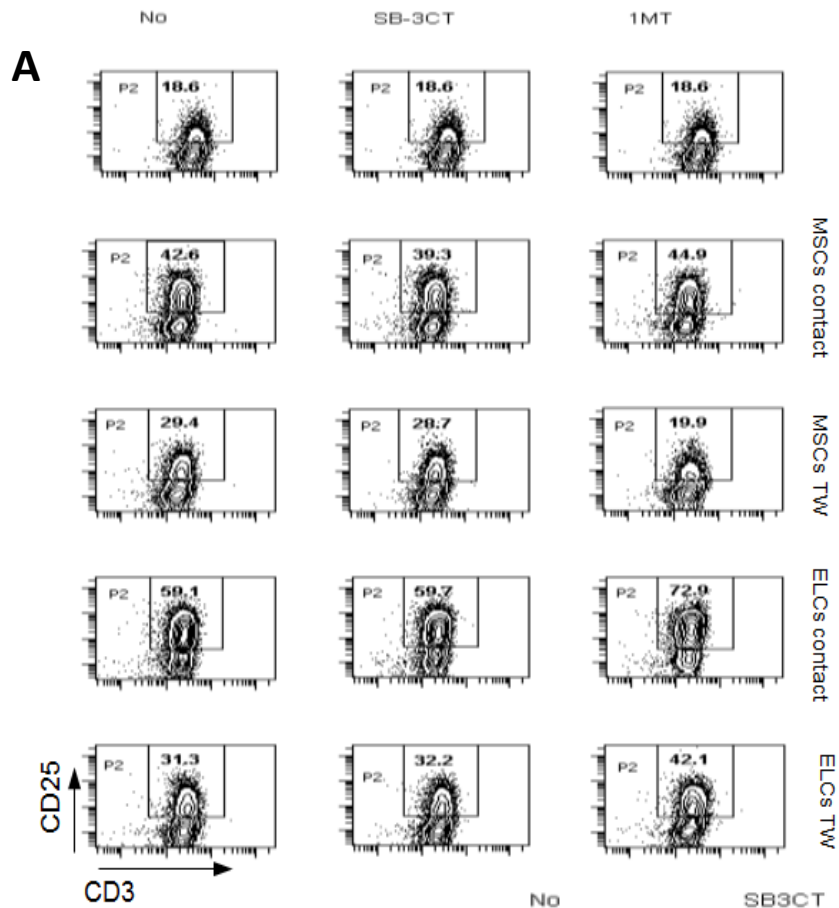 No SB-3CT 1MT
A
P2 18.6 P2 18.6 P2 18.6
P2 42.6 P2 39.3 P2 44.9 MSCs contact
P2 29.4 P2 28.7 P2 19.9 MSCs TW
P2 59.1 P2 59.7 P2 72.9 ELCs contact
P2 31.3 P2 32.2 P2 42.1 ELCs TW
CD25
CD3
No SB3CT